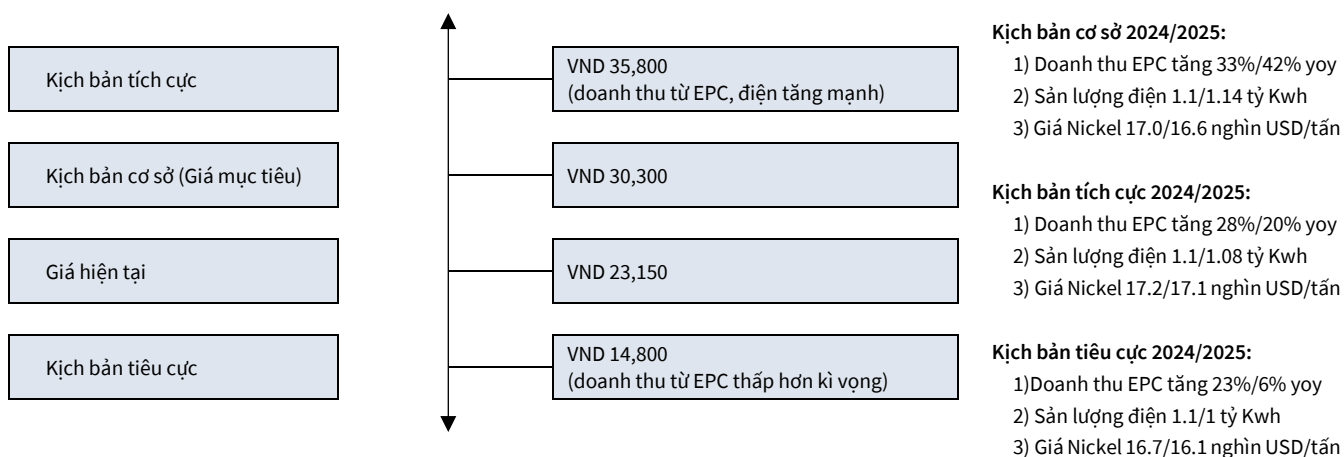 Kịch bản tích cực
VND 35,800
(doanh thu từ EPC, điện tăng mạnh)
Kịch bản cơ sở (Giá mục tiêu)
VND 30,300
Giá hiện tại
VND 23,150
Kịch bản tiêu cực
VND 14,800
(doanh thu từ EPC thấp hơn kì vọng)
Kịch bản cơ sở 2024/2025:
1) Doanh thu EPC tăng 33%/42% yoy
2) Sản lượng điện 1.1/1.14 tỷ Kwh
3) Giá Nickel 17.0/16.6 nghìn USD/tấn
Kịch bản tích cực 2024/2025:
1) Doanh thu EPC tăng 28%/20% yoy
2) Sản lượng điện 1.1/1.08 tỷ Kwh
3) Giá Nickel 17.2/17.1 nghìn USD/tấn
Kịch bản tiêu cực 2024/2025:
1)Doanh thu EPC tăng 23%/6% yoy
2) Sản lượng điện 1.1/1 tỷ Kwh
3) Giá Nickel 16.7/16.1 nghìn USD/tấn